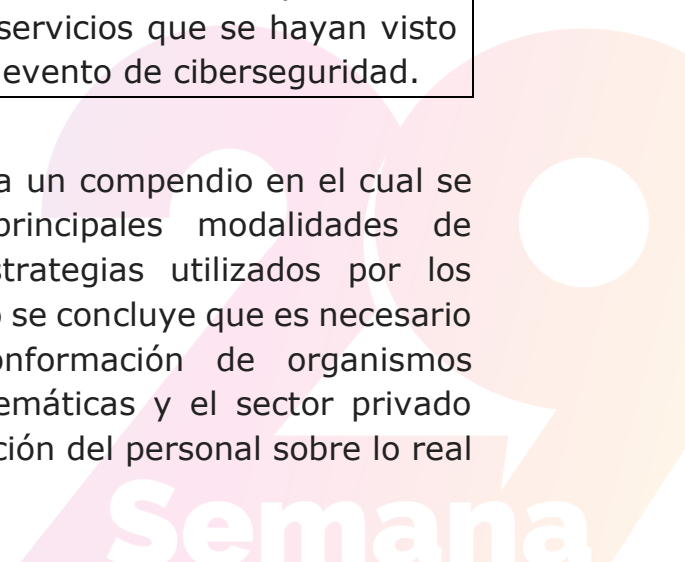 servicios que se hayan visto
evento de ciberseguridad.
a un compendio en el cual se
principales modalidades de
strategias utilizados por los
o se concluye que es necesario
onformación de organismos
emáticas y el sector privado
ción del personal sobre lo real
29
Semana